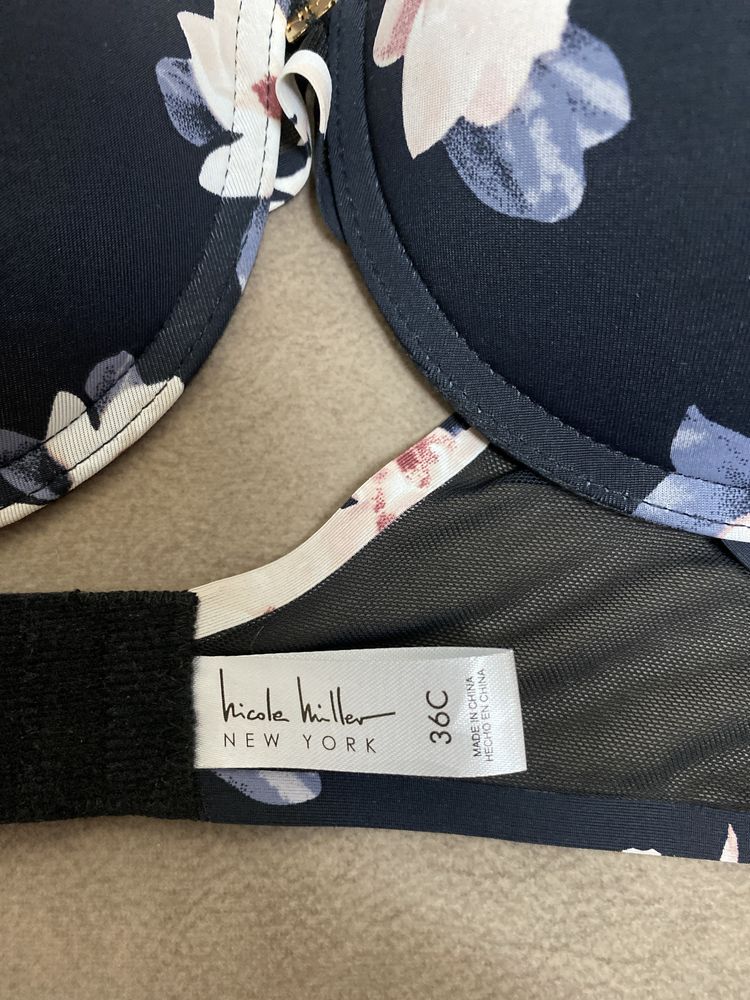 nicole miller
NEW YORK
36C
MADE IN CHINA
HECHO EN CHINA